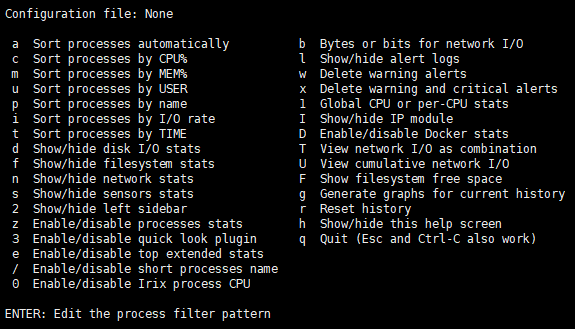 Configuration file: None
a Sort processes automatically b Bytes or bits for network I/O
c Sort processes by CPU% l Show/hide alert logs
m Sort processes by MEM% w Delete warning alerts
u Sort processes by USER x Delete warning and critical alerts
p Sort processes by name 1 Global CPU or per-CPU stats
i Sort processes by I/O rate I Show/hide IP module
t Sort processes by TIME D Enable/disable Docker stats
d Show/hide disk I/O stats T View network I/O as combination
f Show/hide filesystem stats U View cumulative network I/O
n Show/hide network stats F Show filesystem free space
s Show/hide sensors stats g Generate graphs for current history
2 Show/hide left sidebar r Reset history
z Enable/disable processes stats h Show/hide this help screen
3 Enable/disable quick look plugin q Quit (Esc and Ctrl-C also work)
e Enable/disable top extended stats
/ Enable/disable short processes name
0 Enable/disable Irix process CPU
ENTER: Edit the process filter pattern